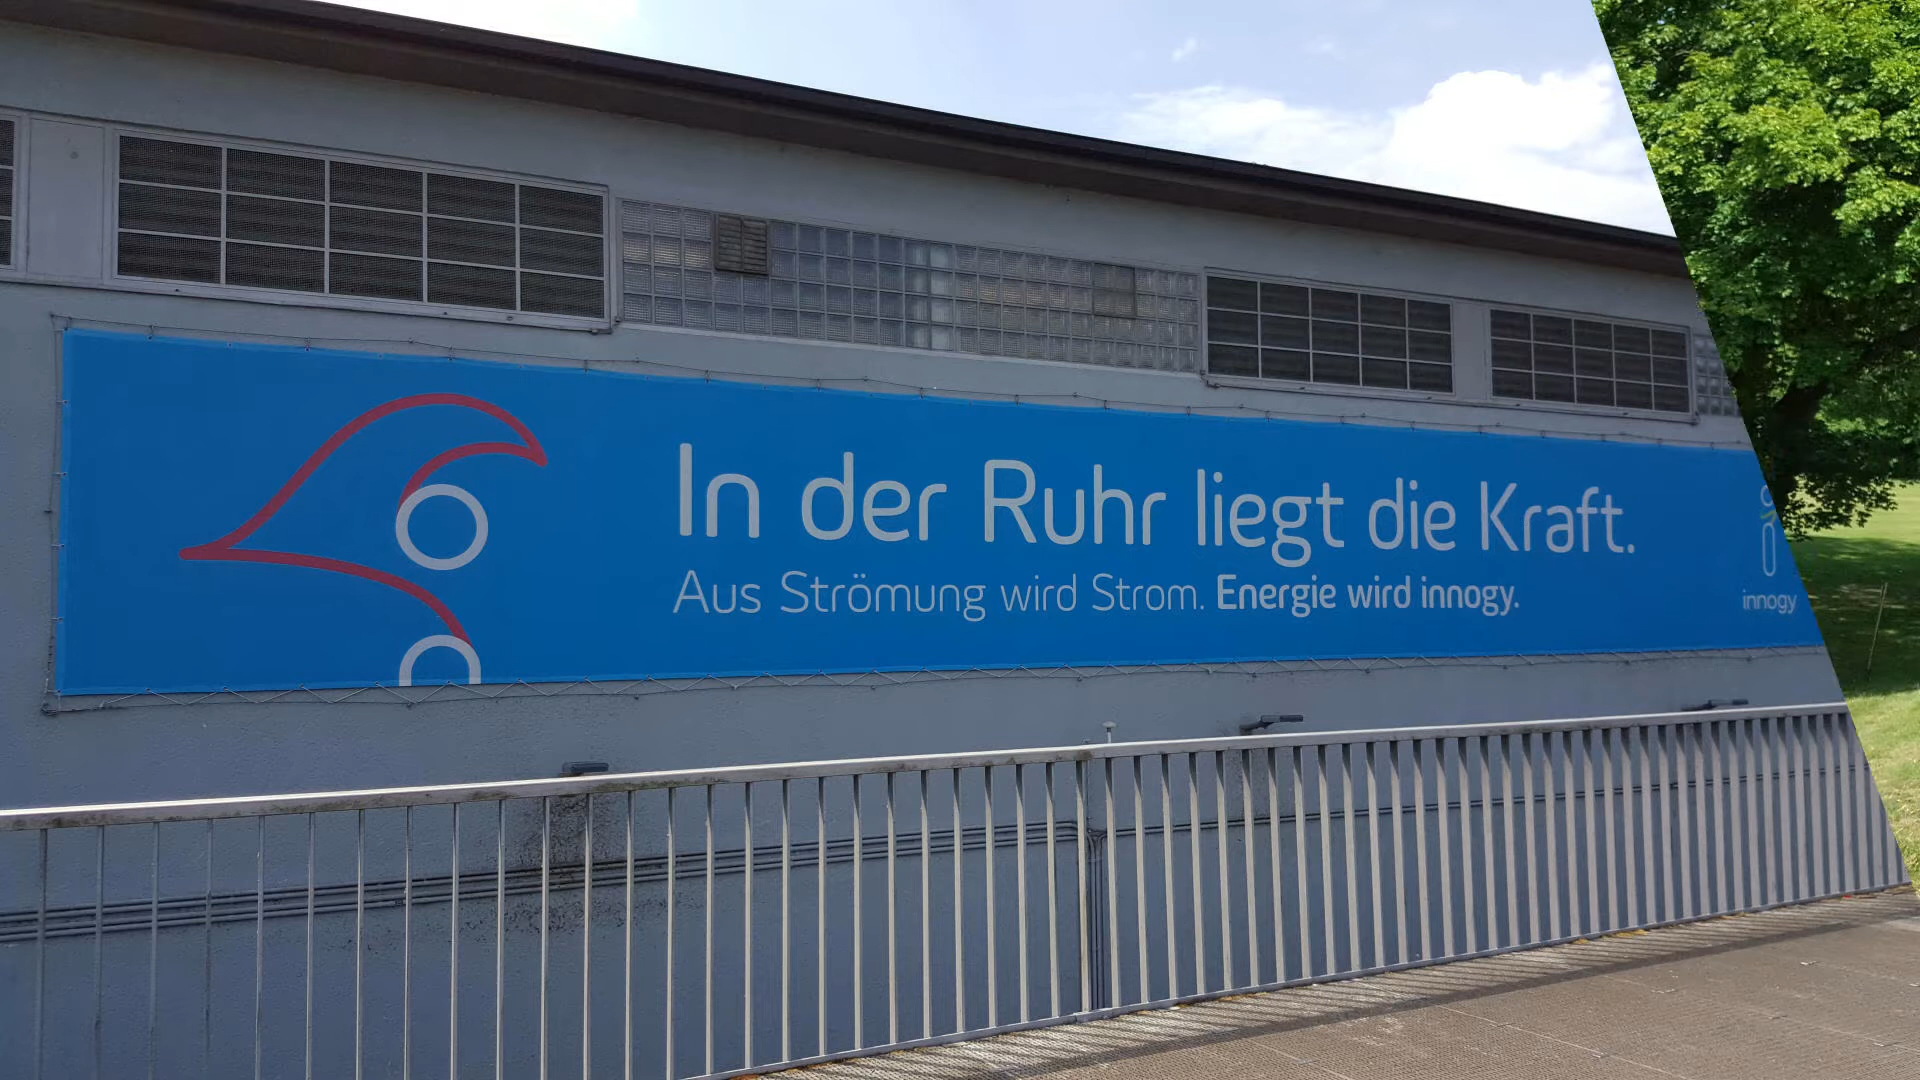 In der Ruhr liegt die Kraft.
Aus Strömung wird Strom. Energie wird innogy.
innogy